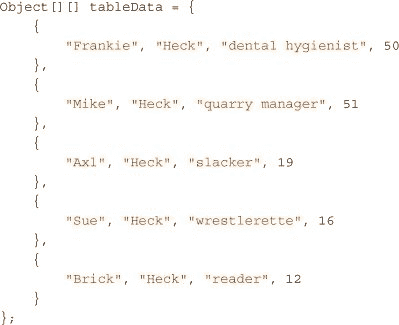 Object[][] tableData = {
    {
        "Frankie", "Heck", "dental hygienist", 50
    },
    {
        "Mike", "Heck", "quarry manager", 51
    },
    {
        "Axl", "Heck", "slacker", 19
    },
    {
        "Sue", "Heck", "wrestlerette", 16
    },
    {
        "Brick", "Heck", "reader", 12
    }
};